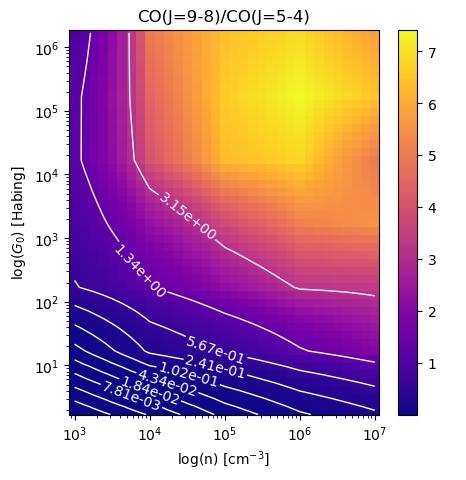 CO(J=9-8)/CO(J=5-4)
10⁶
10⁵
10⁴
10³
10²
10¹
log(G₀) [Habing]
3.15e+00
1.34e+00
5.67e-01
2.41e-01
1.02e-01
4.34e-02
1.84e-02
7.81e-03
10³ 10⁴ 10⁵ 10⁶ 10⁷
log(n) [cm⁻³]
7
6
5
4
3
2
1